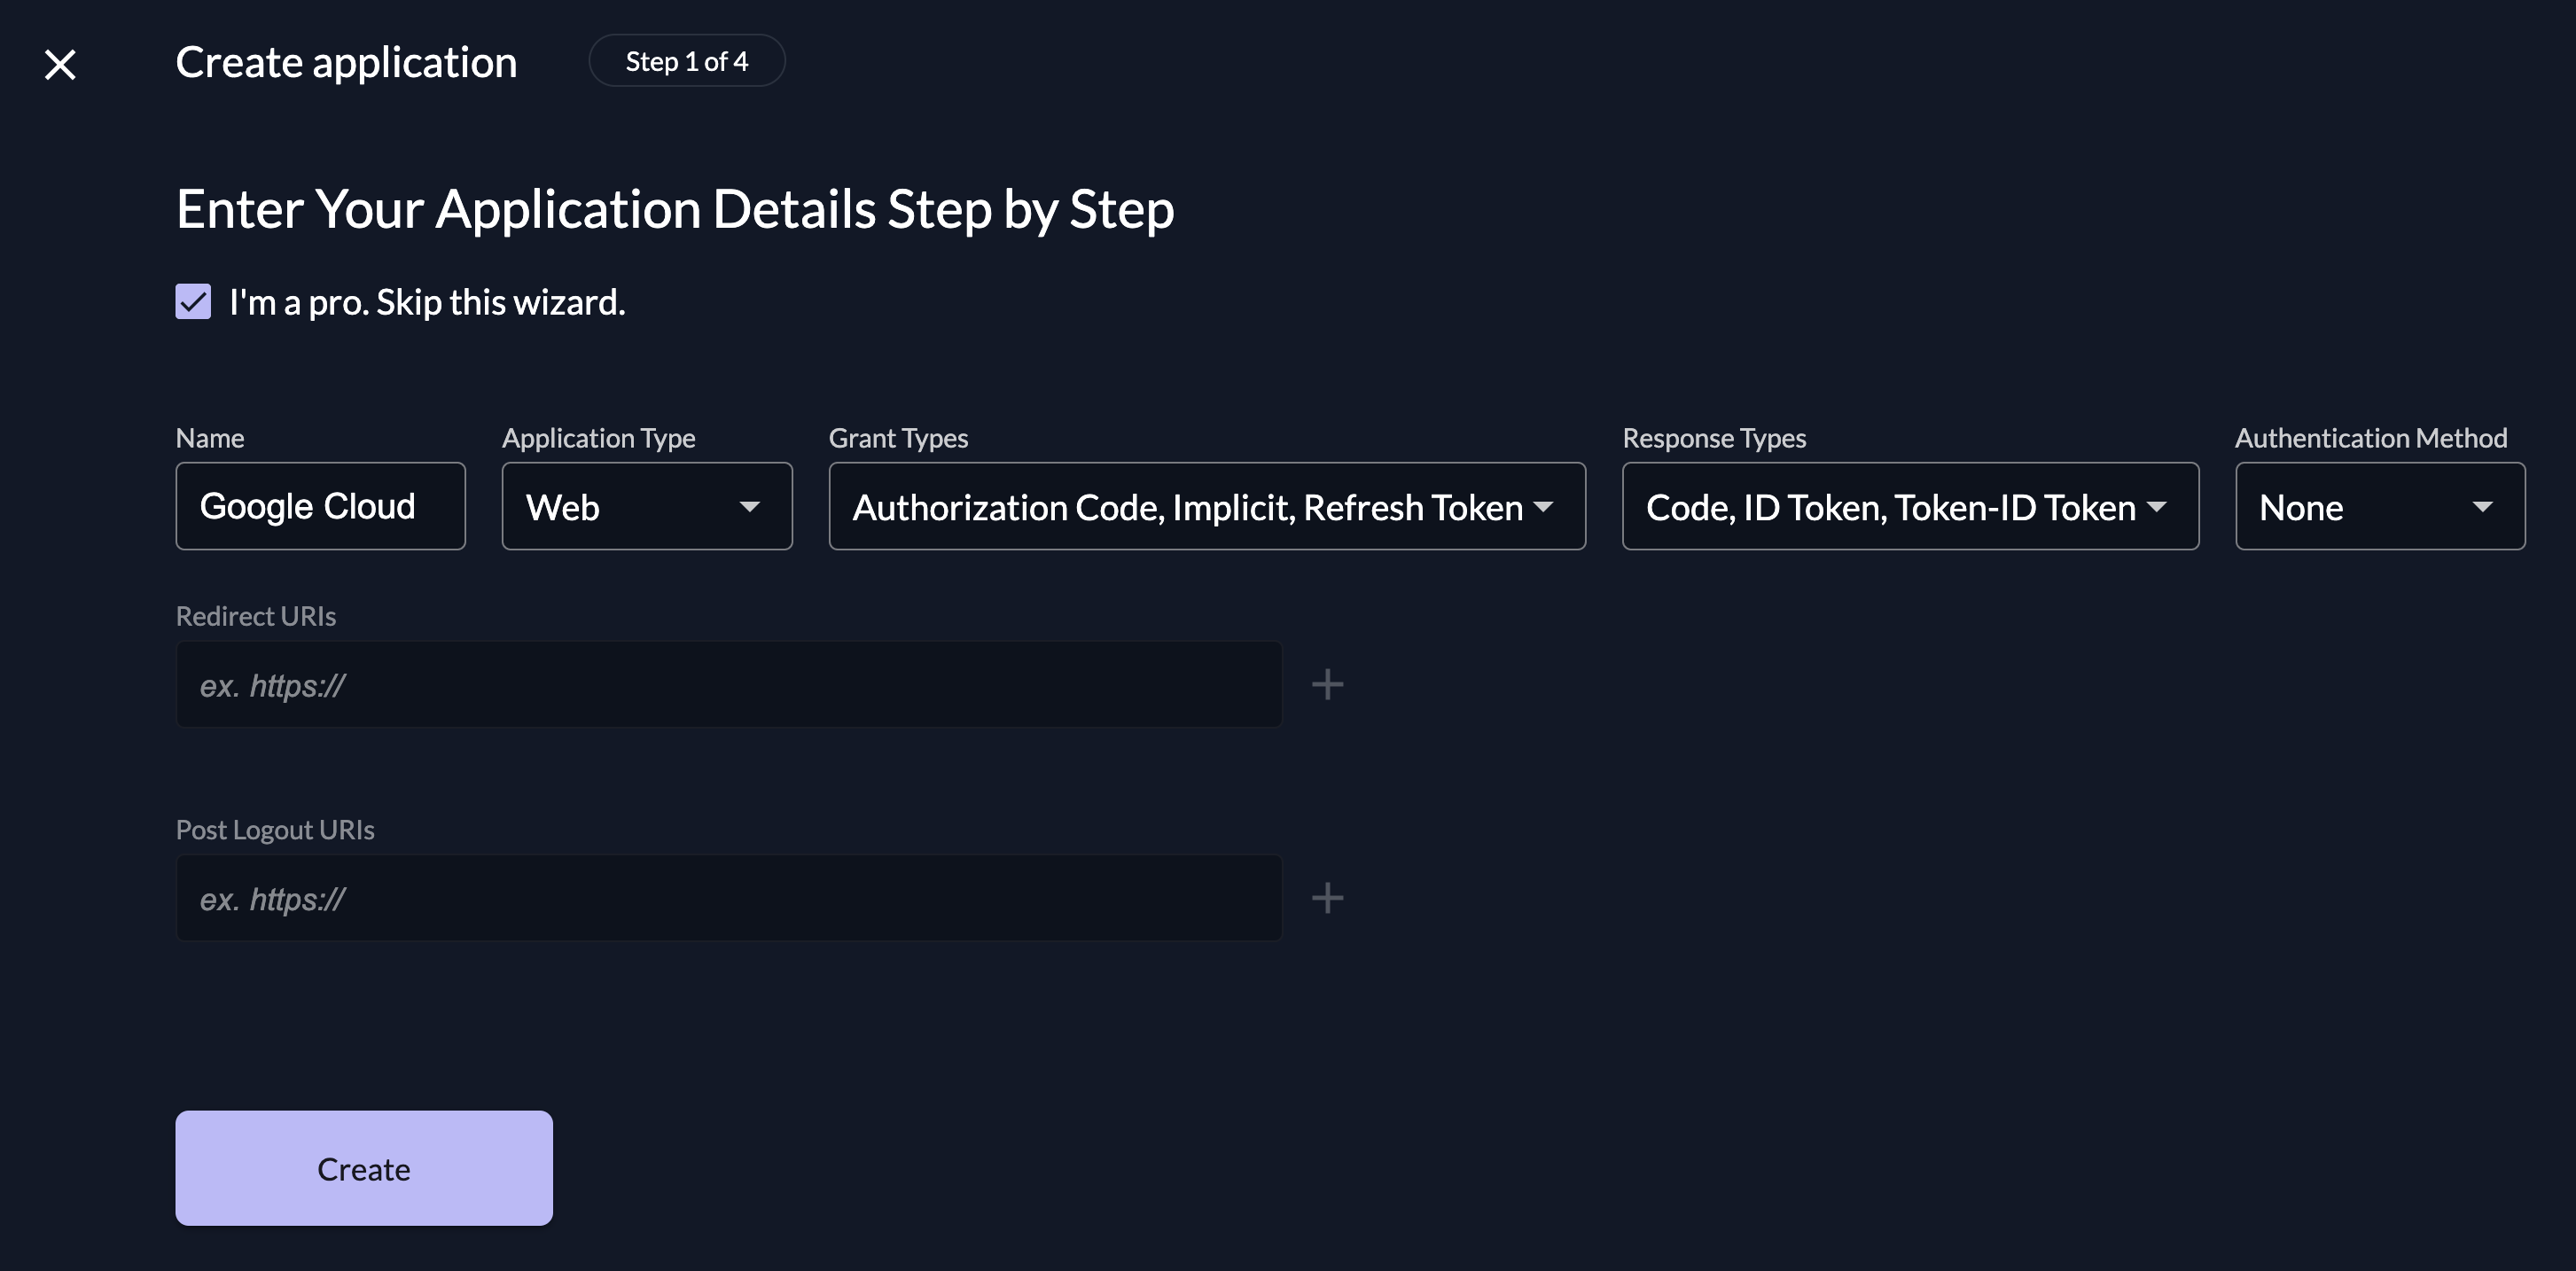 Create application
Step 1 of 4
Enter Your Application Details Step by Step
I'm a pro. Skip this wizard.
Name
Application Type
Grant Types
Response Types
Authentication Method
Google Cloud
Web
Authorization Code, Implicit, Refresh Token
Code, ID Token, Token-ID Token
None
Redirect URIs
ex. https://
Post Logout URIs
ex. https://
Create